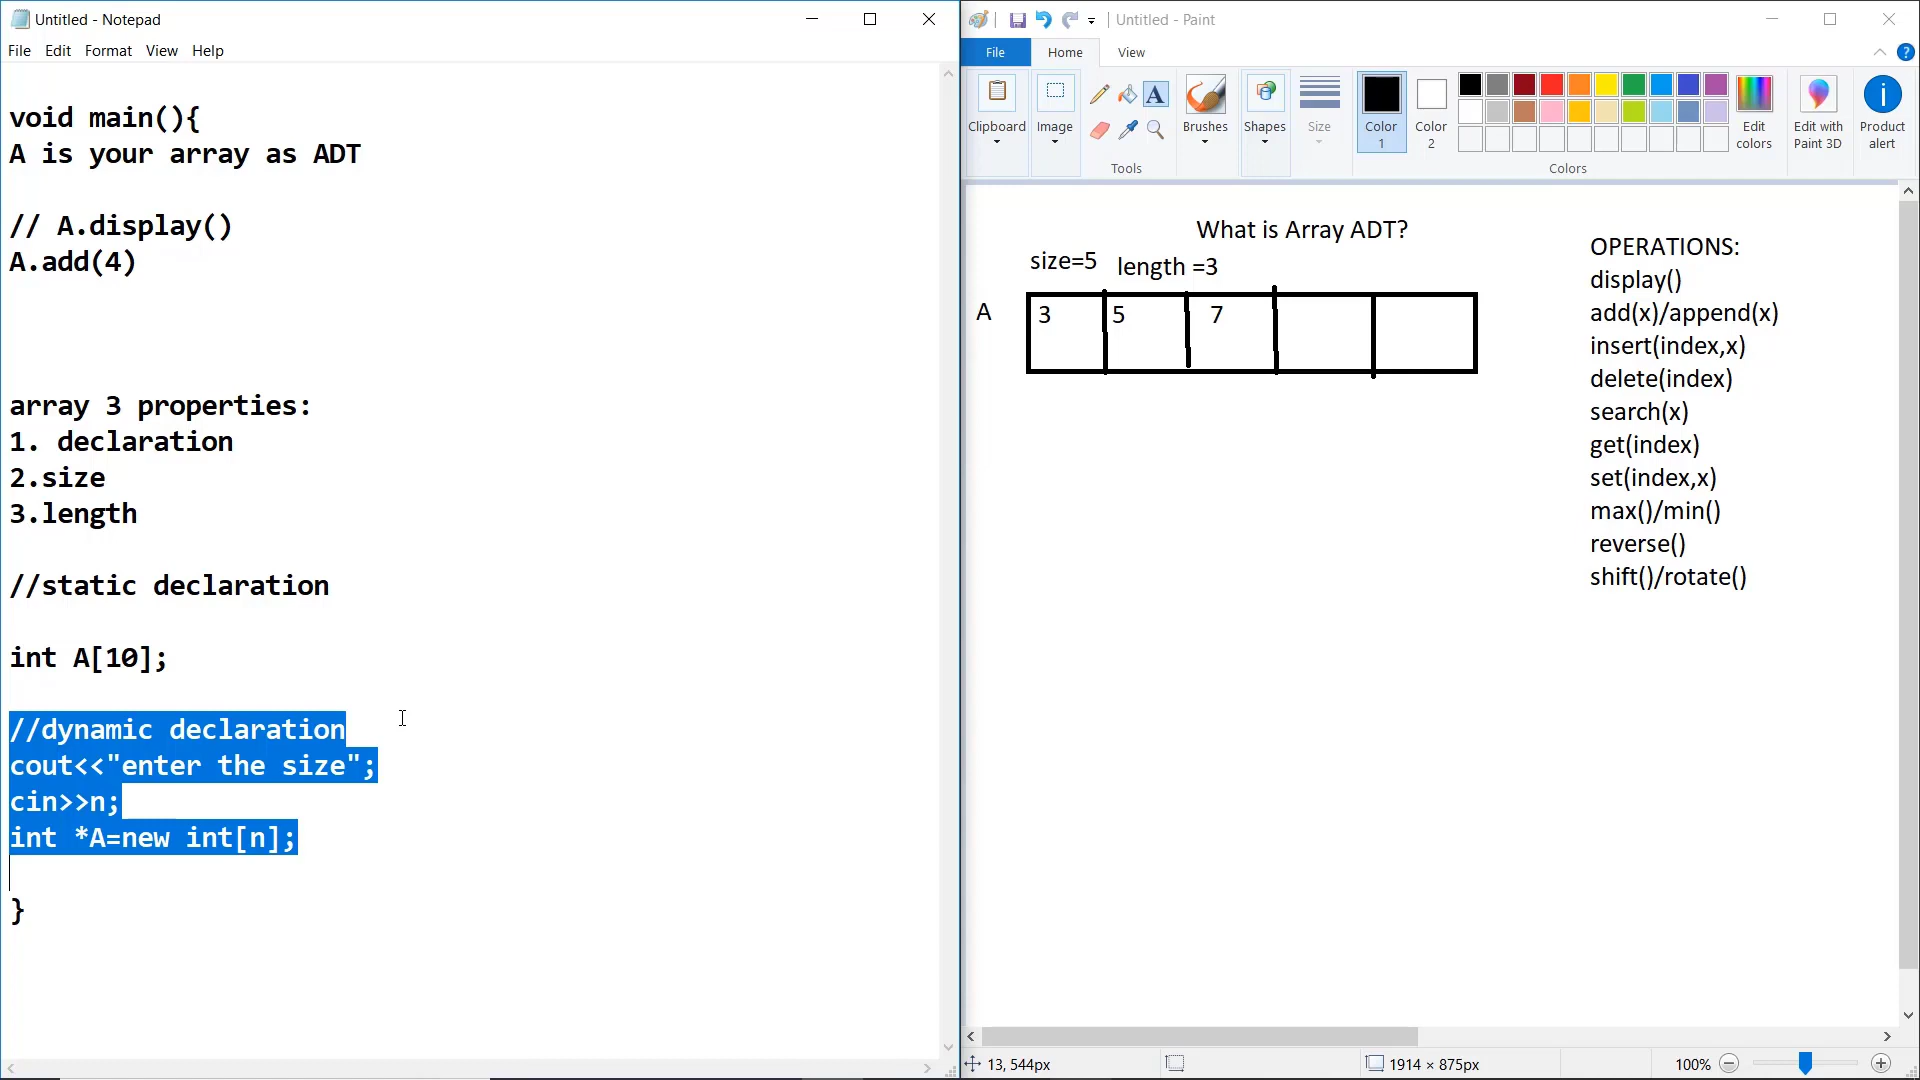 Untitled - Notepad
File Edit Format View Help
void main(){
A is your array as ADT
// A.display()
A.add(4)
array 3 properties:
1. declaration
2.size
3.length
//static declaration
int A[10];
//dynamic declaration
cout<<"enter the size";
cin>>n;
int *A=new int[n];
}
Untitled - Paint
File Home View
Clipboard
Image
Tools
Brushes
Shapes
Size
Color 1
Color 2
Edit colors
Colors
Edit with Paint 3D
Product alert
What is Array ADT?
size=5 length =3
A 3 5 7
OPERATIONS:
display()
add(x)/append(x)
insert(index,x)
delete(index)
search(x)
get(index)
set(index,x)
max()/min()
reverse()
shift()/rotate()
13, 544px
1914 × 875px
100%